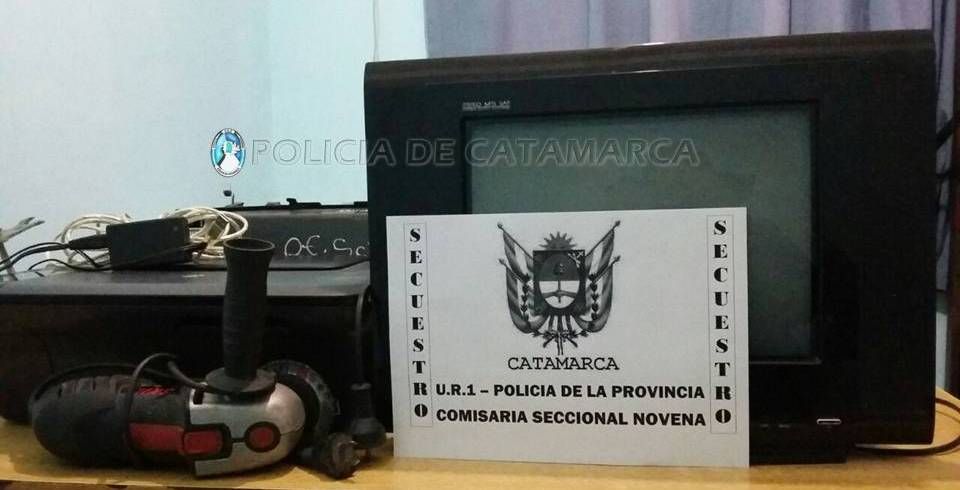 POLICIA DE CATAMARCA
SECUESTRO
CATAMARCA
U.R.1 – POLICIA DE LA PROVINCIA
COMISARIA SECCIONAL NOVENA
SECUESTRO